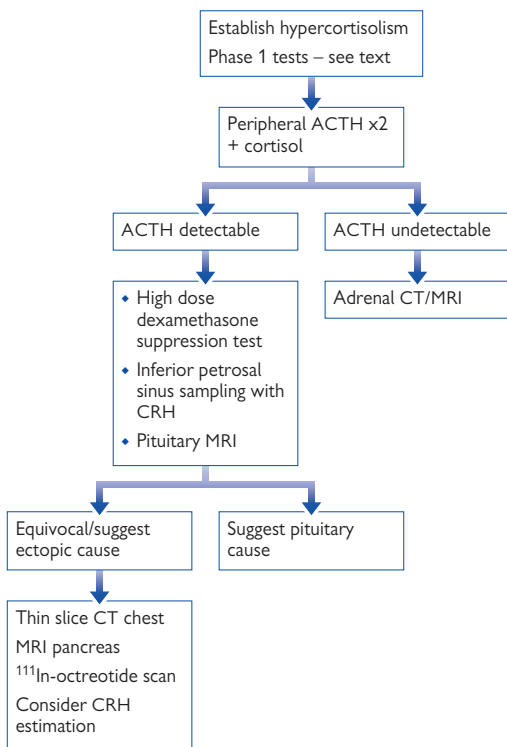 Establish hypercortisolism
Phase 1 tests – see text
Peripheral ACTH x2
+ cortisol
ACTH detectable
ACTH undetectable
◆ High dose
dexamethasone
suppression test
◆ Inferior petrosal
sinus sampling with
CRH
◆ Pituitary MRI
Adrenal CT/MRI
Equivocal/suggest
ectopic cause
Suggest pituitary
cause
Thin slice CT chest
MRI pancreas
¹¹¹In-octreotide scan
Consider CRH
estimation